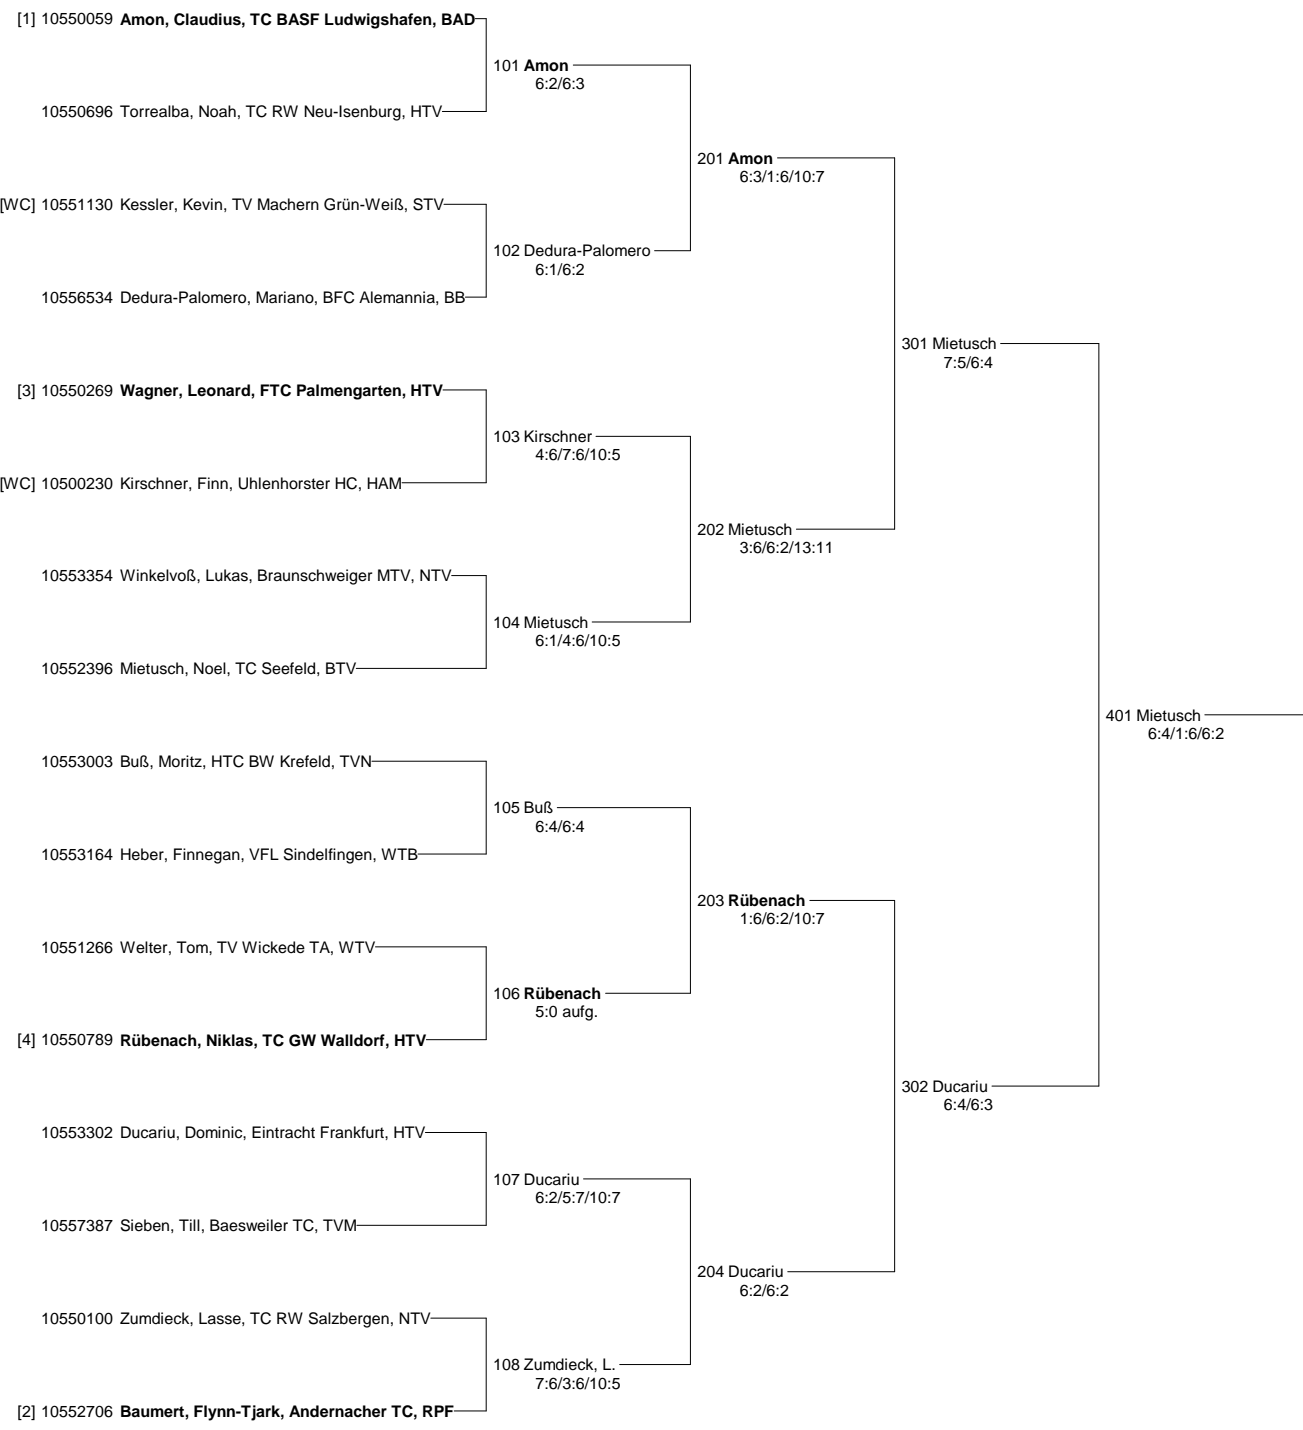 [1] 10550059 Amon, Claudius, TC BASF Ludwigshafen, BAD
101 Amon
6:2/6:3
10550696 Torrealba, Noah, TC RW Neu-Isenburg, HTV
201 Amon
6:3/1:6/10:7
[WC] 10551130 Kessler, Kevin, TV Machern Grün-Weiß, STV
102 Dedura-Palomero
6:1/6:2
10556534 Dedura-Palomero, Mariano, BFC Alemannia, BB
301 Mietusch
7:5/6:4
[3] 10550269 Wagner, Leonard, FTC Palmengarten, HTV
103 Kirschner
4:6/7:6/10:5
[WC] 10500230 Kirschner, Finn, Uhlenhorster HC, HAM
202 Mietusch
3:6/6:2/13:11
10553354 Winkelvoß, Lukas, Braunschweiger MTV, NTV
104 Mietusch
6:1/4:6/10:5
10552396 Mietusch, Noel, TC Seefeld, BTV
401 Mietusch
6:4/1:6/6:2
10553003 Buß, Moritz, HTC BW Krefeld, TVN
105 Buß
6:4/6:4
10553164 Heber, Finnegan, VFL Sindelfingen, WTB
203 Rübenach
1:6/6:2/10:7
10551266 Welter, Tom, TV Wickede TA, WTV
106 Rübenach
5:0 aufg.
[4] 10550789 Rübenach, Niklas, TC GW Walldorf, HTV
302 Ducariu
6:4/6:3
10553302 Ducariu, Dominic, Eintracht Frankfurt, HTV
107 Ducariu
6:2/5:7/10:7
10557387 Sieben, Till, Baesweiler TC, TVM
204 Ducariu
6:2/6:2
10550100 Zumdieck, Lasse, TC RW Salzbergen, NTV
108 Zumdieck, L.
7:6/3:6/10:5
[2] 10552706 Baumert, Flynn-Tjark, Andernacher TC, RPF